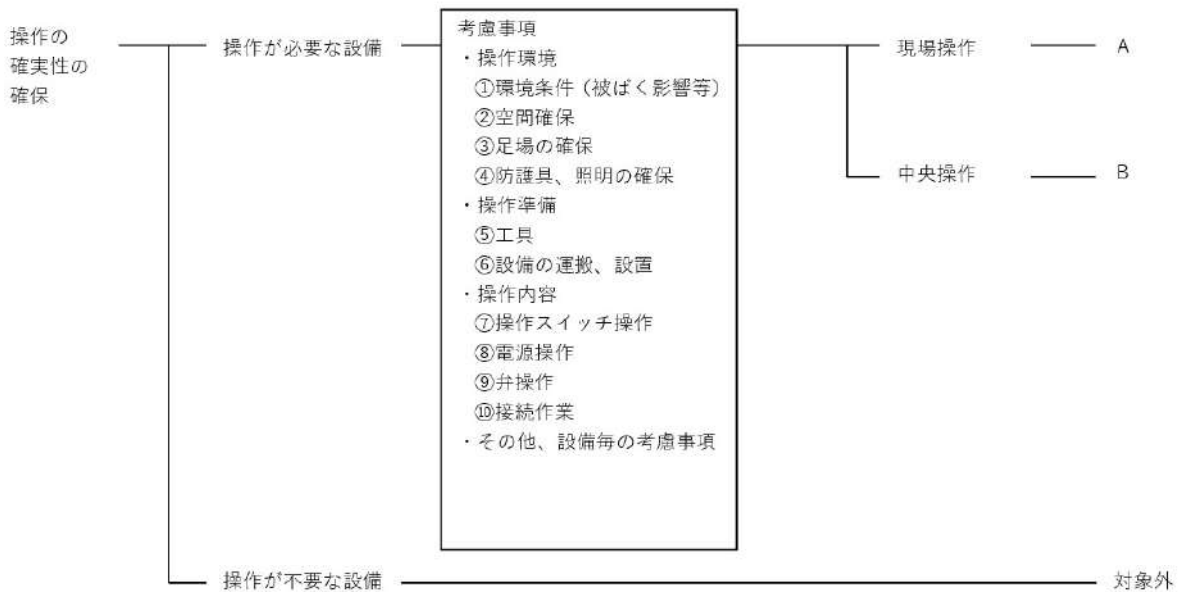 操作の
確実性の
確保
操作が必要な設備
考慮事項
・操作環境
①環境条件（被ばく影響等）
②空間確保
③足場の確保
④防護具、照明の確保
・操作準備
⑤工具
⑥設備の運搬、設置
・操作内容
⑦操作スイッチ操作
⑧電源操作
⑨弁操作
⑩接続作業
・その他、設備毎の考慮事項
現場操作
A
中央操作
B
操作が不要な設備
対象外